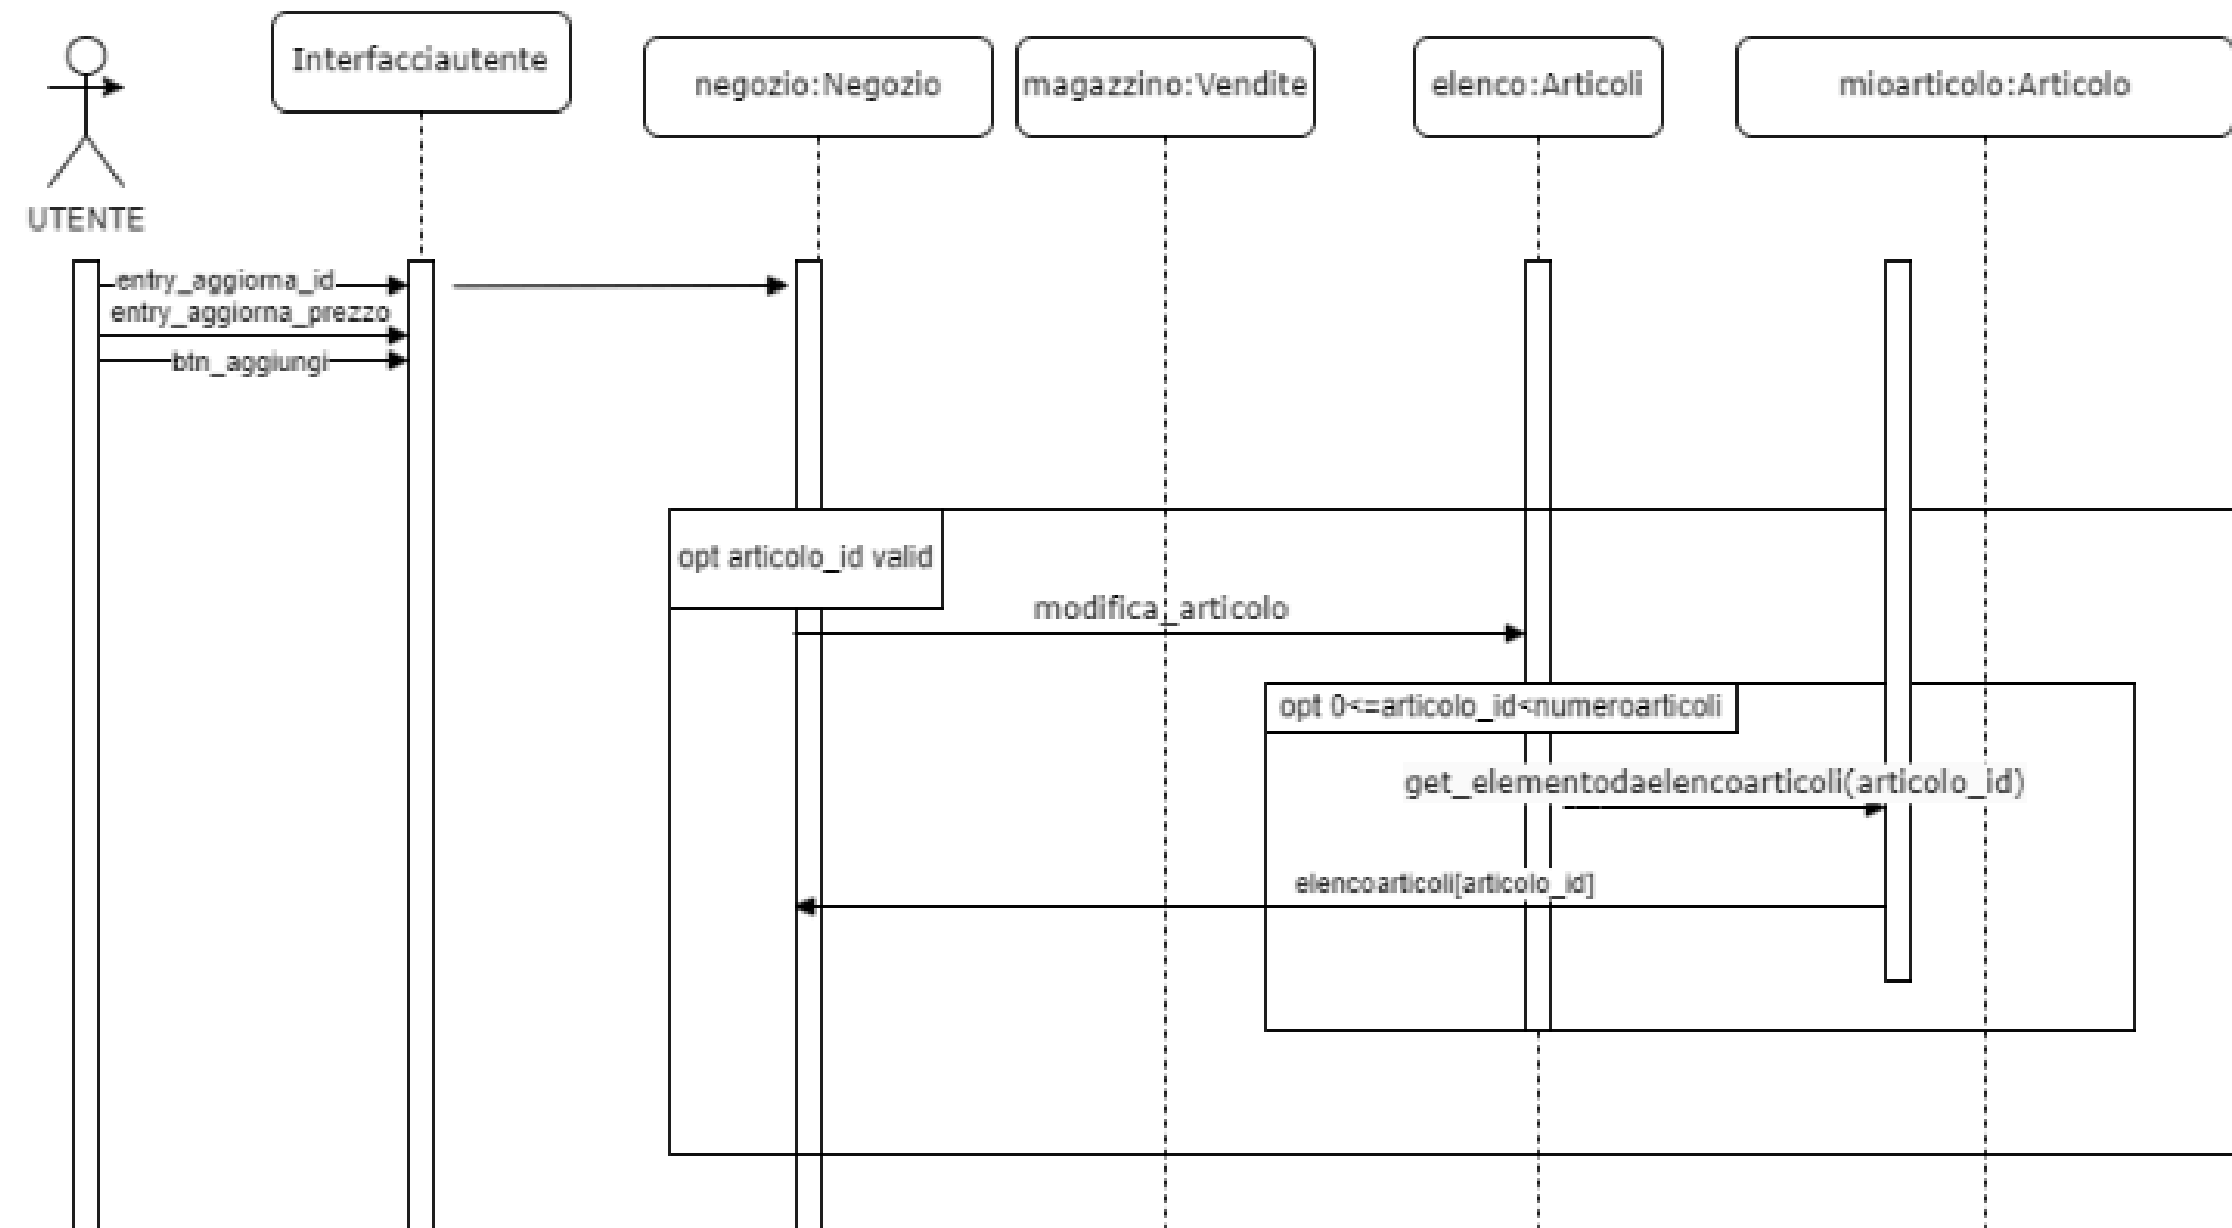 Interfacciautente
negozio:Negozio
magazzino:Vendite
elenco:Articoli
mioarticolo:Articolo
UTENTE
entry_aggiorna_id
entry_aggiorna_prezzo
btn_aggiungi
opt articolo_id valid
modifica_articolo
opt 0<=articolo_id<numeroarticoli
get_elementodaelencoarticoli(articolo_id)
elencoarticoli[articolo_id]